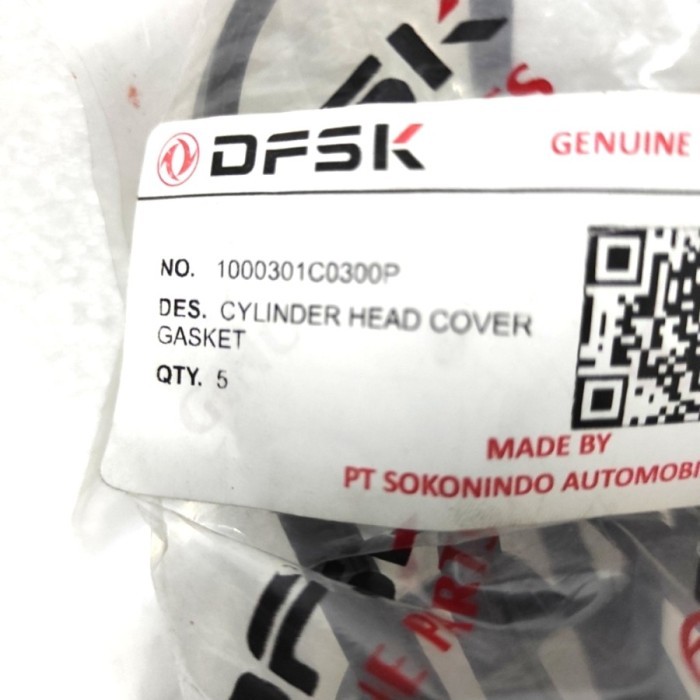 DFSK GENUINE
NO. 1000301C0300P
DES. CYLINDER HEAD COVER
GASKET
QTY. 5
MADE BY
PT SOKONINDO AUTOMOBI